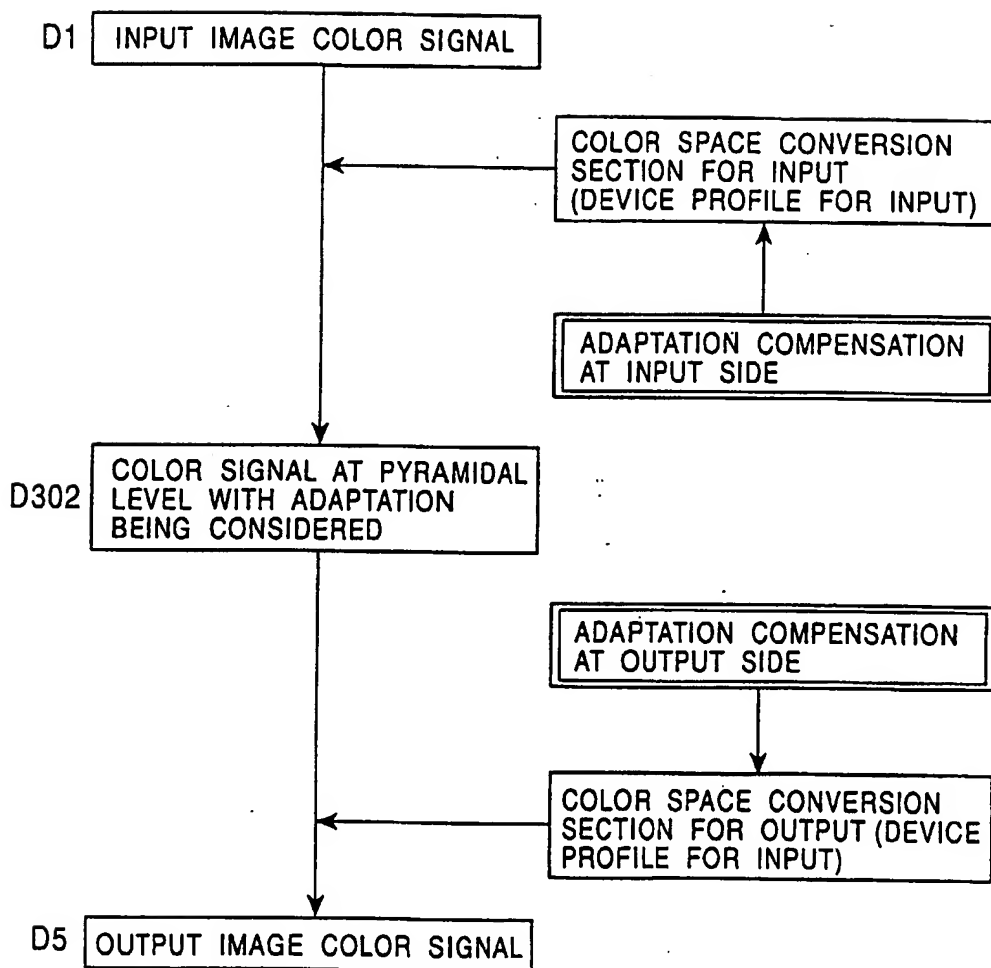 D1 INPUT IMAGE COLOR SIGNAL
COLOR SPACE CONVERSION
SECTION FOR INPUT
(DEVICE PROFILE FOR INPUT)
ADAPTATION COMPENSATION
AT INPUT SIDE
COLOR SIGNAL AT PYRAMIDAL
D302 LEVEL WITH ADAPTATION
BEING CONSIDERED
ADAPTATION COMPENSATION
AT OUTPUT SIDE
COLOR SPACE CONVERSION
SECTION FOR OUTPUT (DEVICE
PROFILE FOR INPUT)
D5 OUTPUT IMAGE COLOR SIGNAL